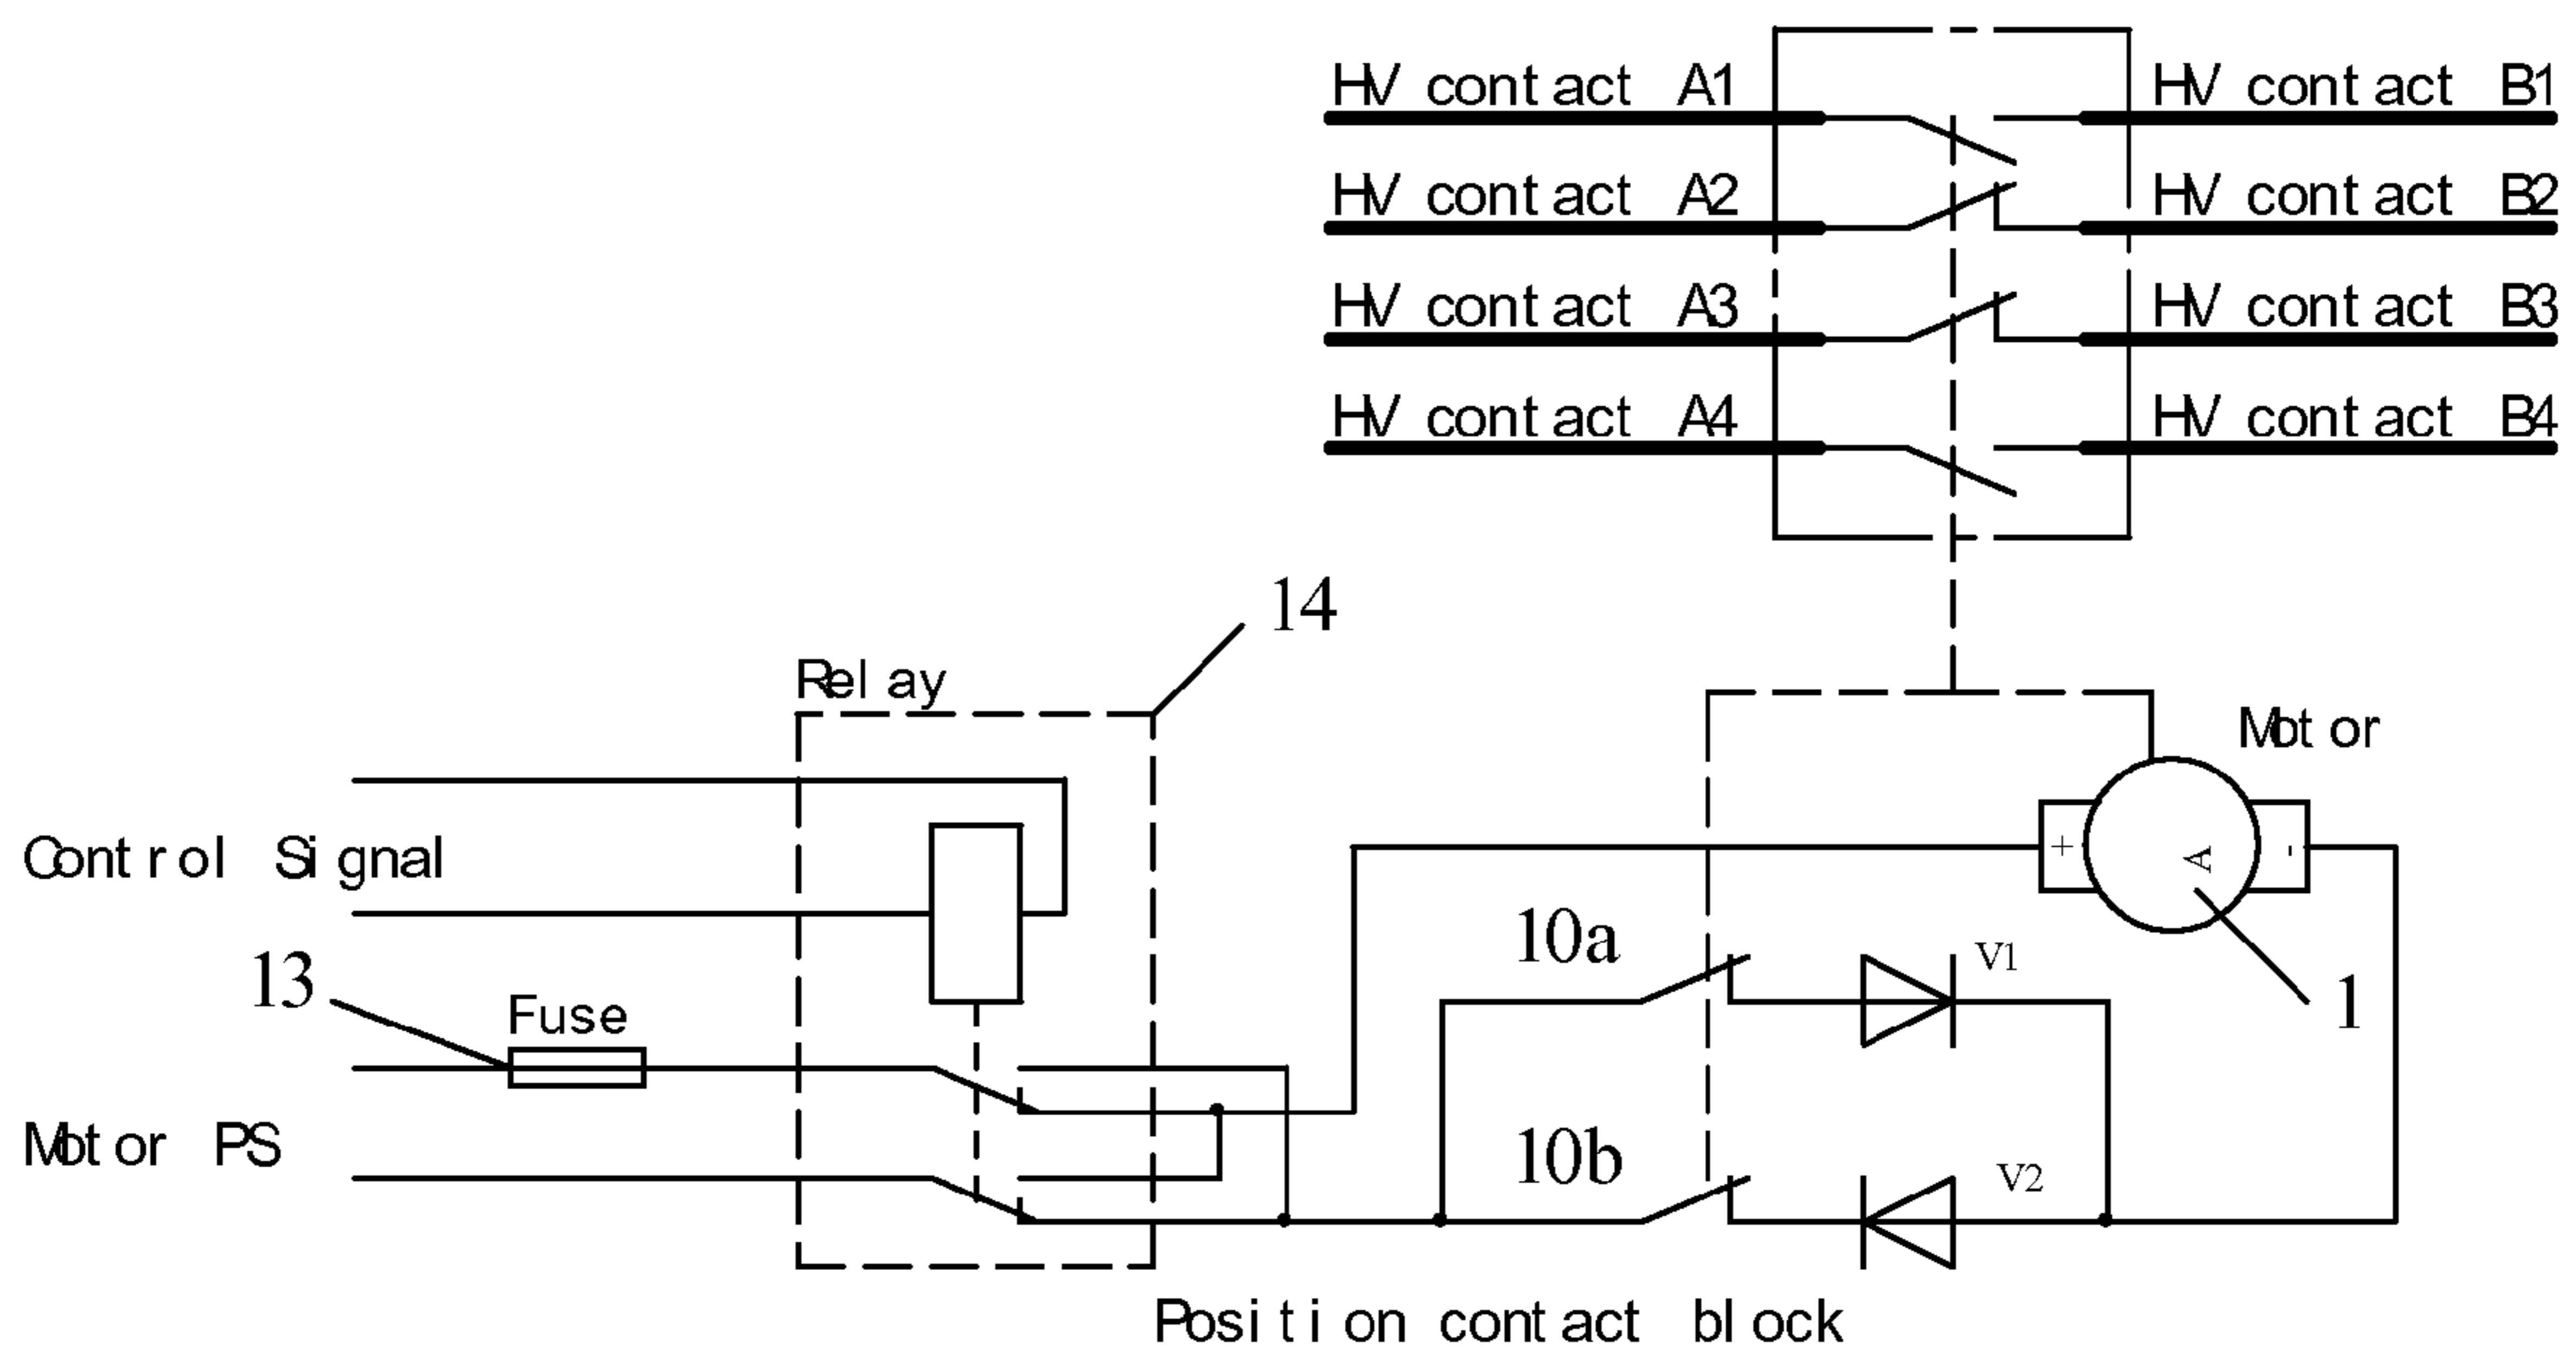 HV contact A1 HV contact B1
HV contact A2 HV contact B2
HV contact A3 HV contact B3
HV contact A4 HV contact B4
14
Relay
Motor
Control Signal
+ A -
10a
V1
13
Fuse
1
Motor PS
10b
V2
Position contact block